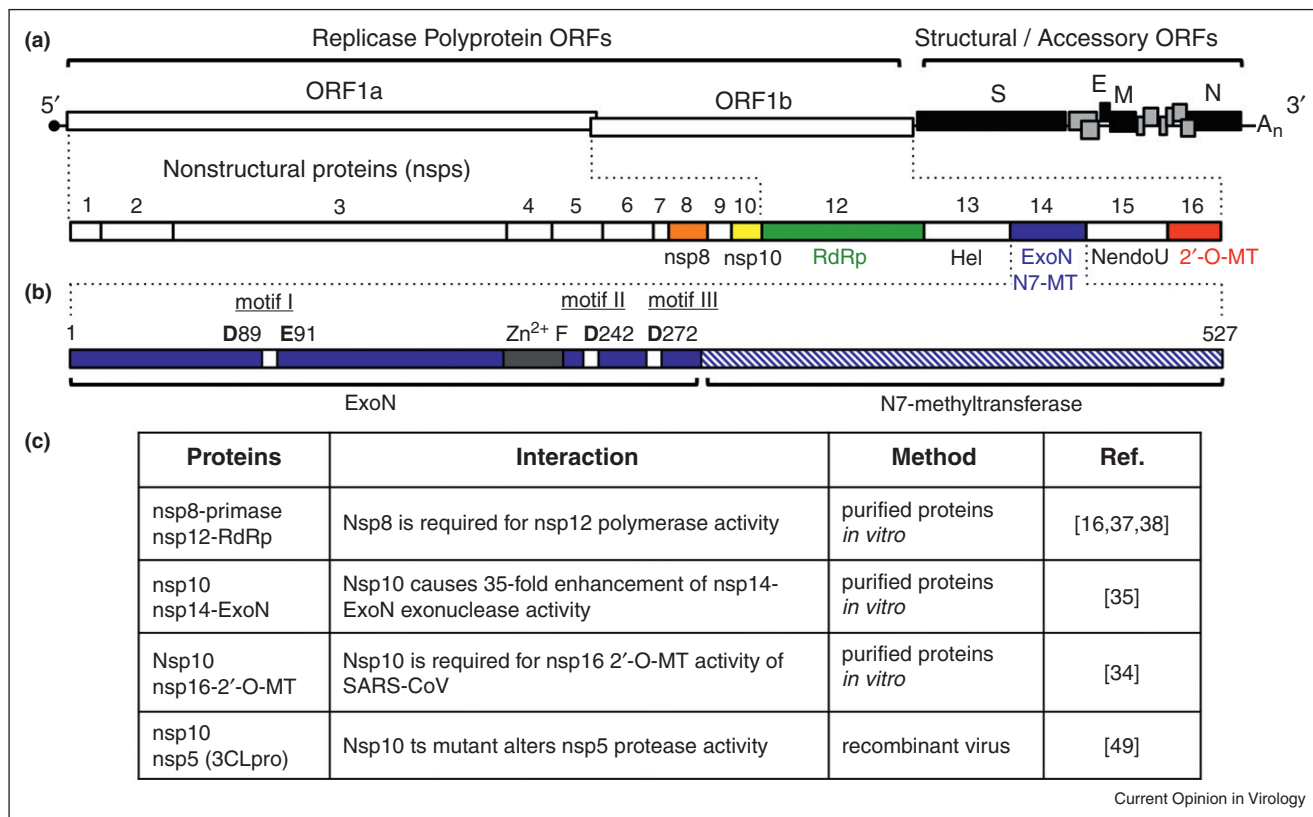 (a)
Replicase Polyprotein ORFs
Structural / Accessory ORFs
5′
ORF1a
ORF1b
S
E
M
N
3′
An
Nonstructural proteins (nsps)
1 2 3 4 5 6 7 8 9 10 12 13 14 15 16
nsp8 nsp10 RdRp Hel ExoN NendoU 2′-O-MT
N7-MT
(b)
motif I motif II motif III
1 D89 E91 Zn2+ F D242 D272 527
ExoN
N7-methyltransferase
(c)
Proteins Interaction Method Ref.
nsp8-primase
nsp12-RdRp
Nsp8 is required for nsp12 polymerase activity
purified proteins
in vitro
[16,37,38]
nsp10
nsp14-ExoN
Nsp10 causes 35-fold enhancement of nsp14-
ExoN exonuclease activity
purified proteins
in vitro
[35]
Nsp10
nsp16-2′-O-MT
Nsp10 is required for nsp16 2′-O-MT activity of
SARS-CoV
purified proteins
in vitro
[34]
nsp10
nsp5 (3CLpro)
Nsp10 ts mutant alters nsp5 protease activity
recombinant virus
[49]
Current Opinion in Virology